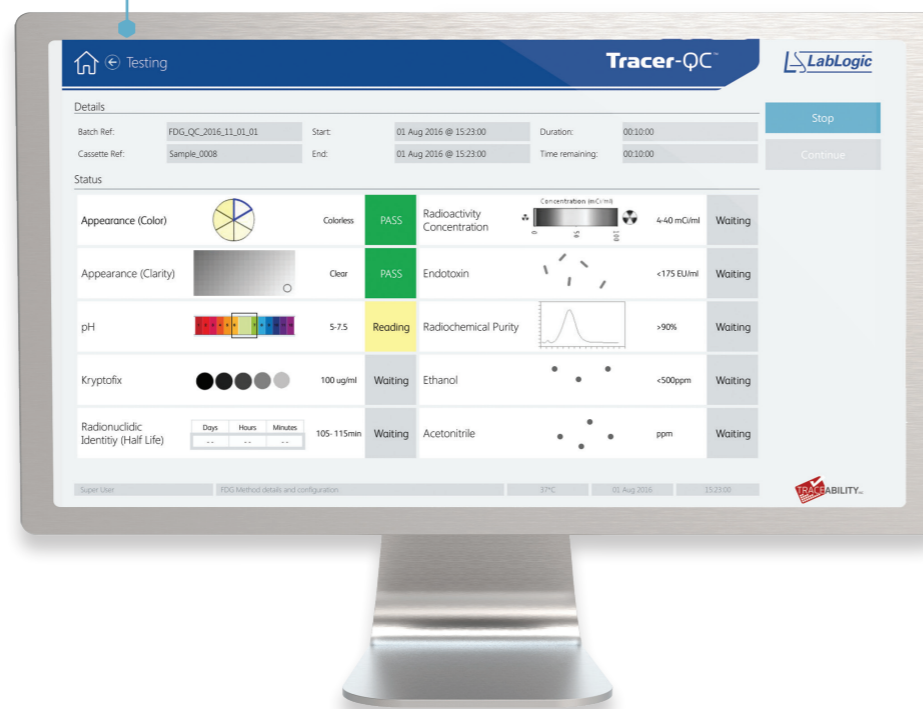 Testing
Tracer-QC™
LabLogic
Details
Batch Ref: FDG_QC_2016_11_01_01 Start: 01 Aug 2016 @ 15:23:00 Duration: 00:10:00
Stop
Cassette Ref: Sample_0008 End: 01 Aug 2016 @ 15:23:00 Time remaining: 00:10:00
Continue
Status
Appearance (Color) Colorless PASS
Radioactivity
Concentration
Concentration (mCi/ml)
0 50 100
4-40 mCi/ml Waiting
Appearance (Clarity) Clear PASS
Endotoxin <175 EU/ml Waiting
pH 5-7.5 Reading
Radiochemical Purity >90% Waiting
Kryptofix 100 ug/ml Waiting
Ethanol <500ppm Waiting
Radionuclidic
Identitiy (Half Life)
Days Hours Minutes
-- -- --
105- 115min Waiting
Acetonitrile ppm Waiting
Super User FDG Method details and configuration 37°C 01 Aug 2016 15:23:00
TRACEABILITY